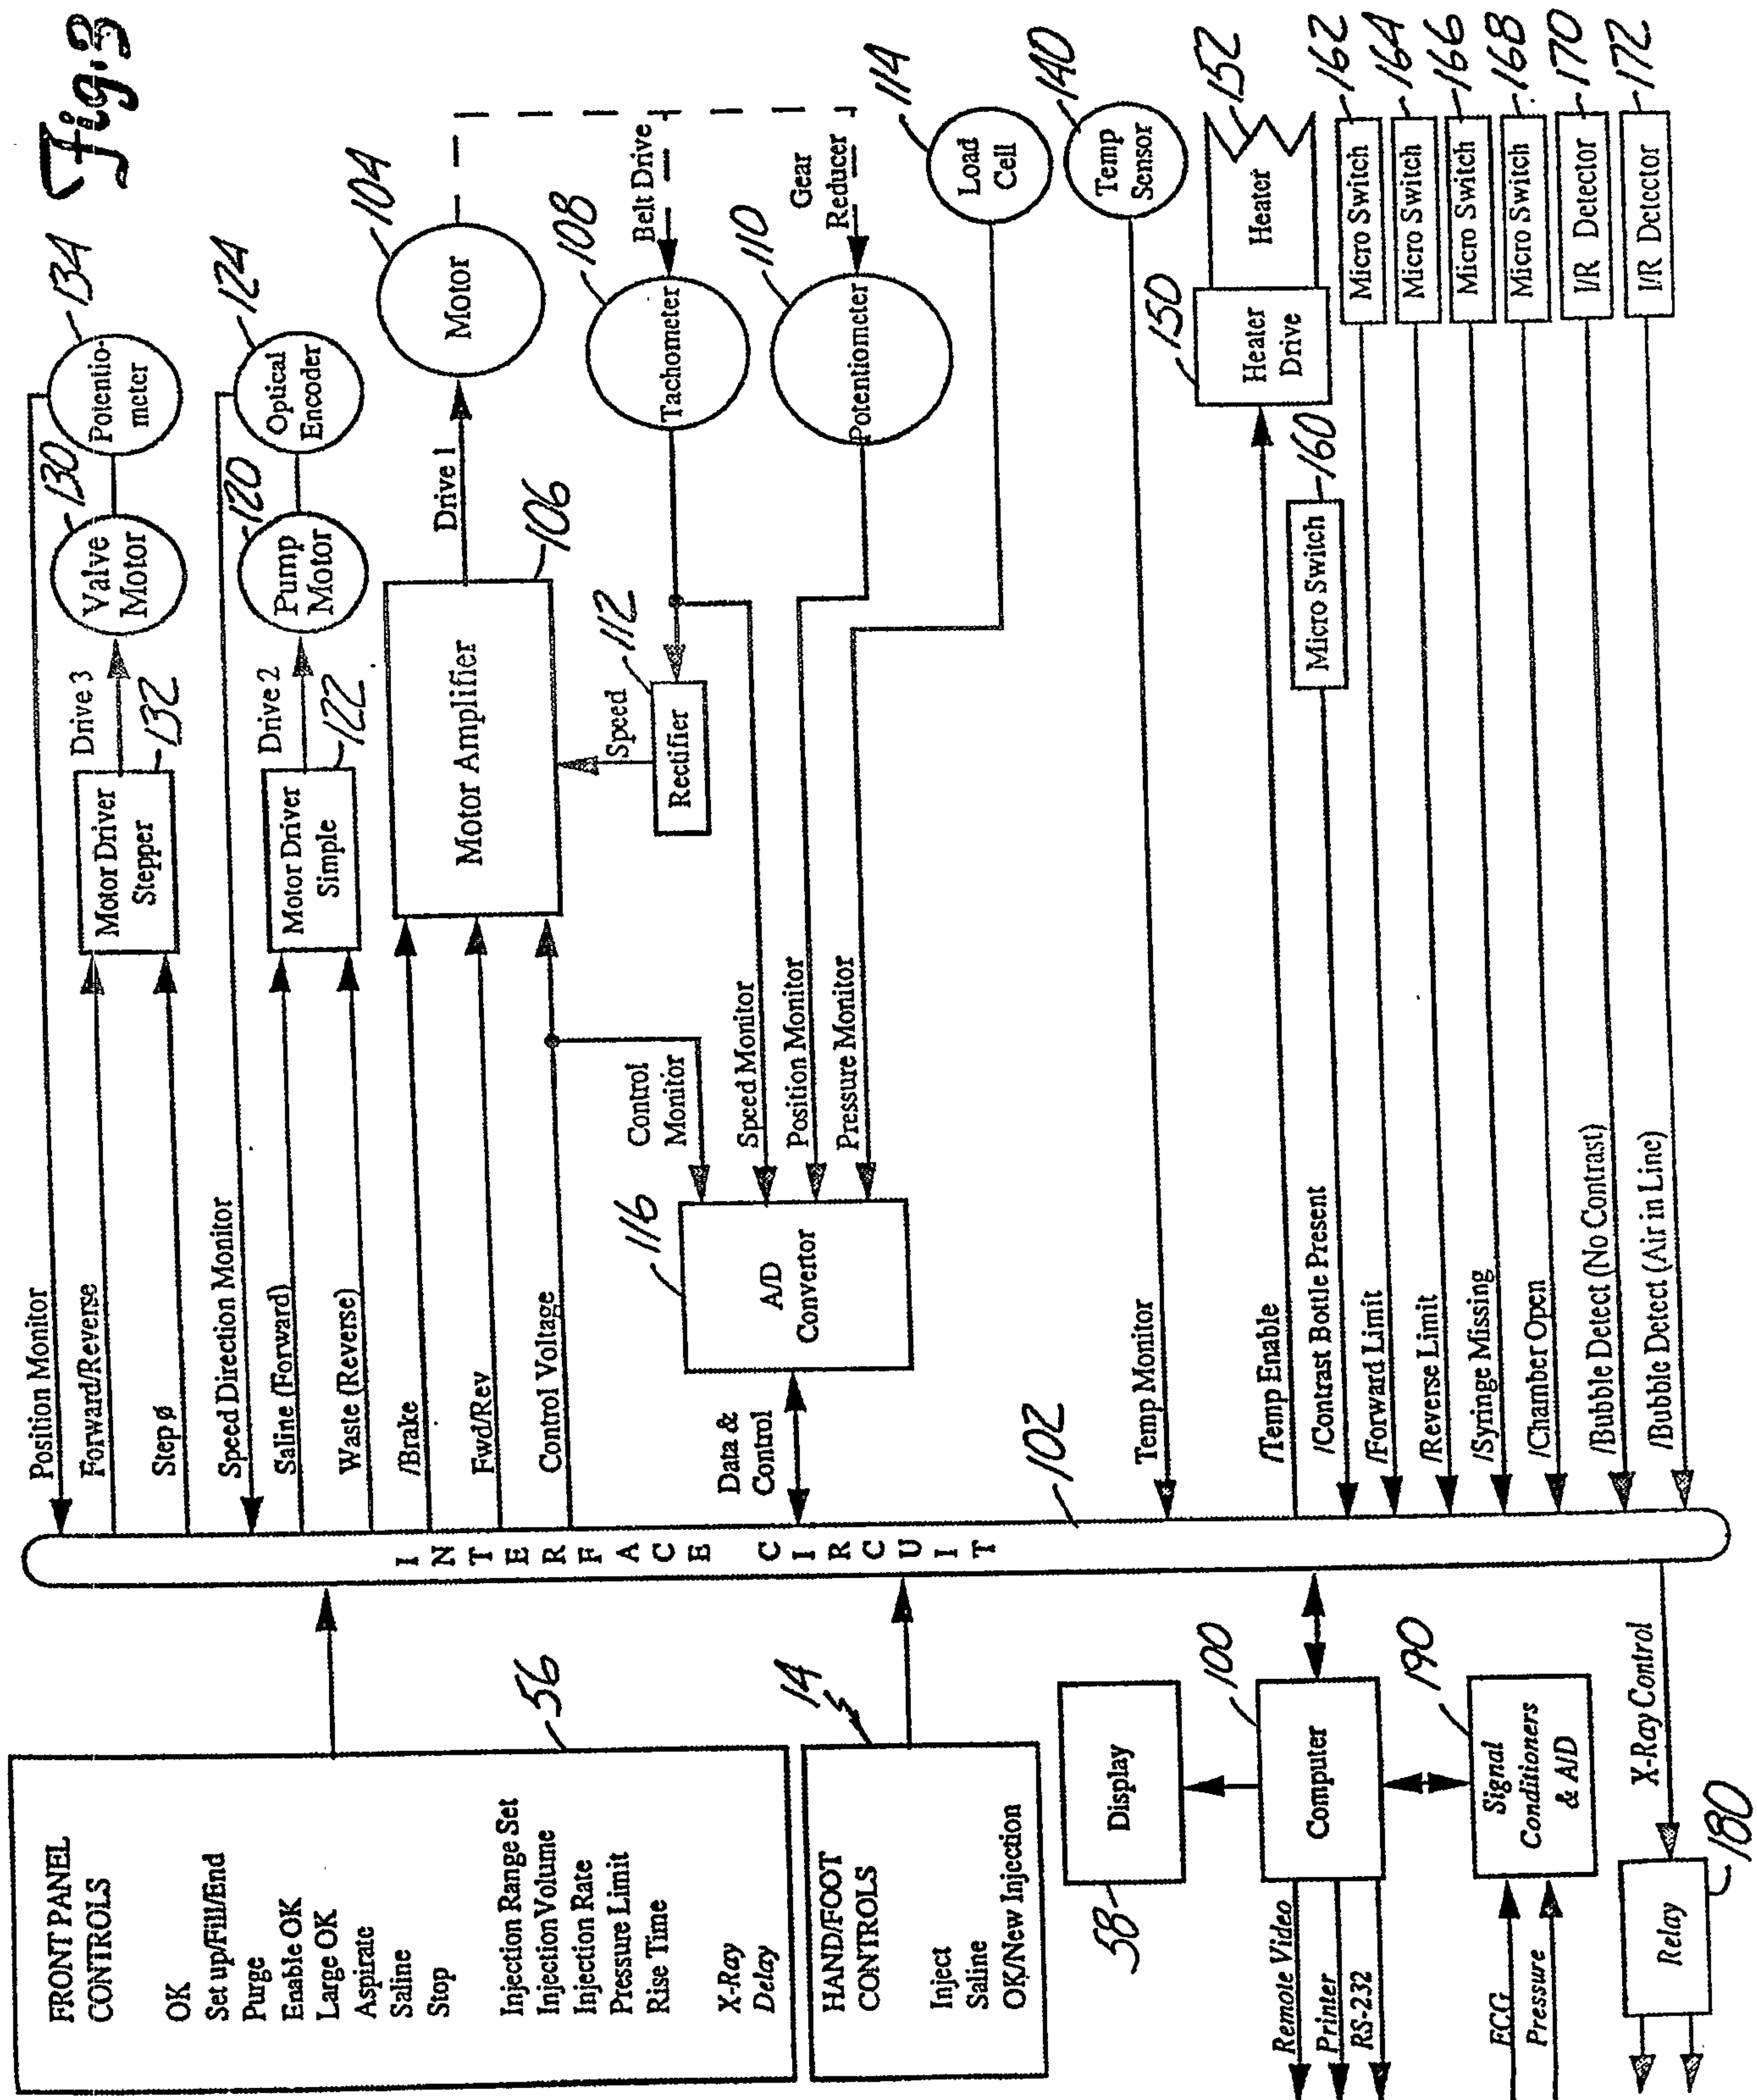 Fig.3
FRONT PANEL
CONTROLS
OK
Set up/Fill/End
Purge
Enable OK
Large OK
Aspirate
Saline
Stop
Injection Range Set
Injection Volume
Injection Rate
Pressure Limit
Rise Time
X-Ray
Delay
56
HAND/FOOT
CONTROLS
Inject
Saline
OK/New Injection
14
Display
58
Computer
100
Remote Video
Printer
RS-232
Signal
Conditioners
& A/D
190
ECG
Pressure
X-Ray Control
Relay
180
INTERFACE CIRCUIT
102
Position Monitor
Forward/Reverse
Step ø
Motor Driver
Stepper
132
Drive 3
Valve
Motor
130
Potentio-
meter
134
Speed Direction Monitor
Saline (Forward)
Waste (Reverse)
Motor Driver
Simple
122
Drive 2
Pump
Motor
120
Optical
Encoder
124
/Brake
Fwd/Rev
Control Voltage
Motor Amplifier
106
Drive 1
Motor
104
Speed
Rectifier
112
Belt Drive
Tachometer
108
Gear
Reducer
Potentiometer
110
Load
Cell
114
Control
Monitor
Speed Monitor
Position Monitor
Pressure Monitor
A/D
Convertor
116
Data &
Control
Temp Monitor
Temp
Sensor
140
/Temp Enable
Heater
Drive
150
Heater
152
/Contrast Bottle Present
Micro Switch
160
/Forward Limit
Micro Switch
162
/Reverse Limit
Micro Switch
164
/Syringe Missing
Micro Switch
166
/Chamber Open
Micro Switch
168
/Bubble Detect (No Contrast)
I/R Detector
170
/Bubble Detect (Air in Line)
I/R Detector
172